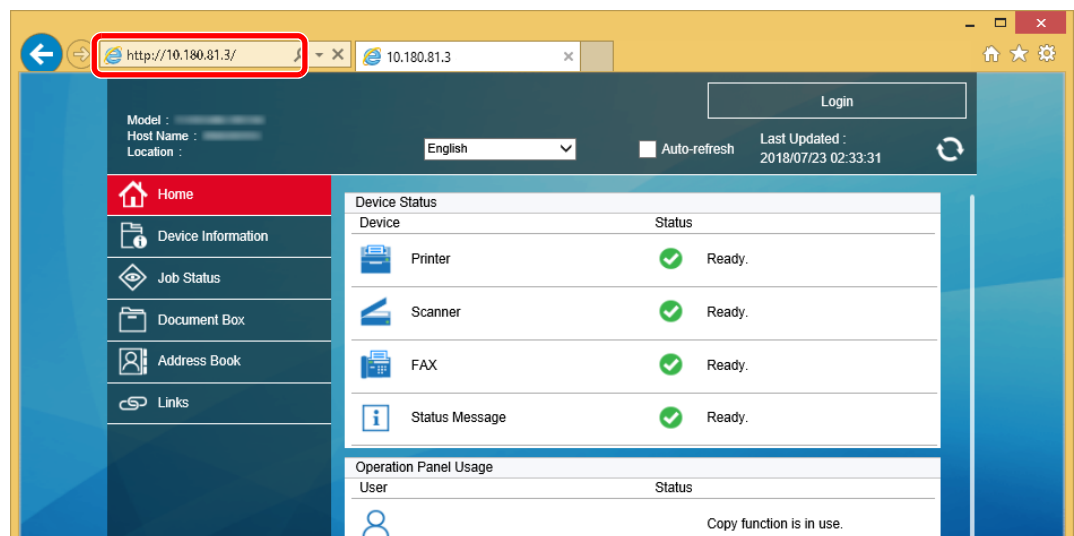 http://10.180.81.3/
10.180.81.3
Login
Model :
Host Name :
Location :
English
Auto-refresh
Last Updated :
2018/07/23 02:33:31
Home
Device Information
Job Status
Document Box
Address Book
Links
Device Status
Device Status
Printer Ready.
Scanner Ready.
FAX Ready.
Status Message Ready.
Operation Panel Usage
User Status
Copy function is in use.